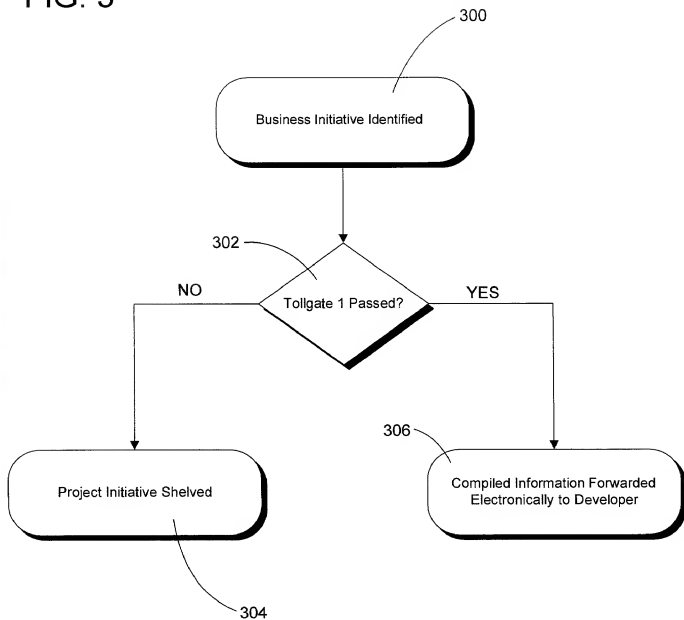 FIG. 3
300
Business Initiative Identified
302
NO
Tollgate 1 Passed?
YES
306
Project Initiative Shelved
Compiled Information Forwarded
Electronically to Developer
304